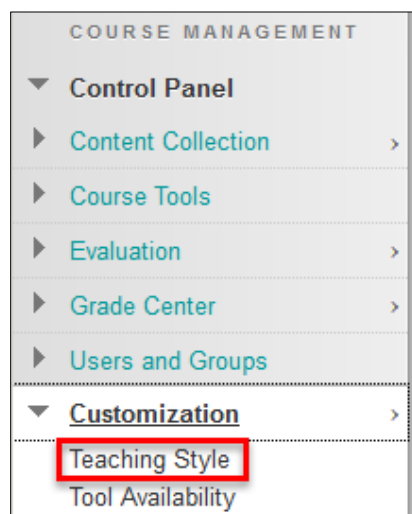 COURSE MANAGEMENT
Control Panel
Content Collection
Course Tools
Evaluation
Grade Center
Users and Groups
Customization
Teaching Style
Tool Availability